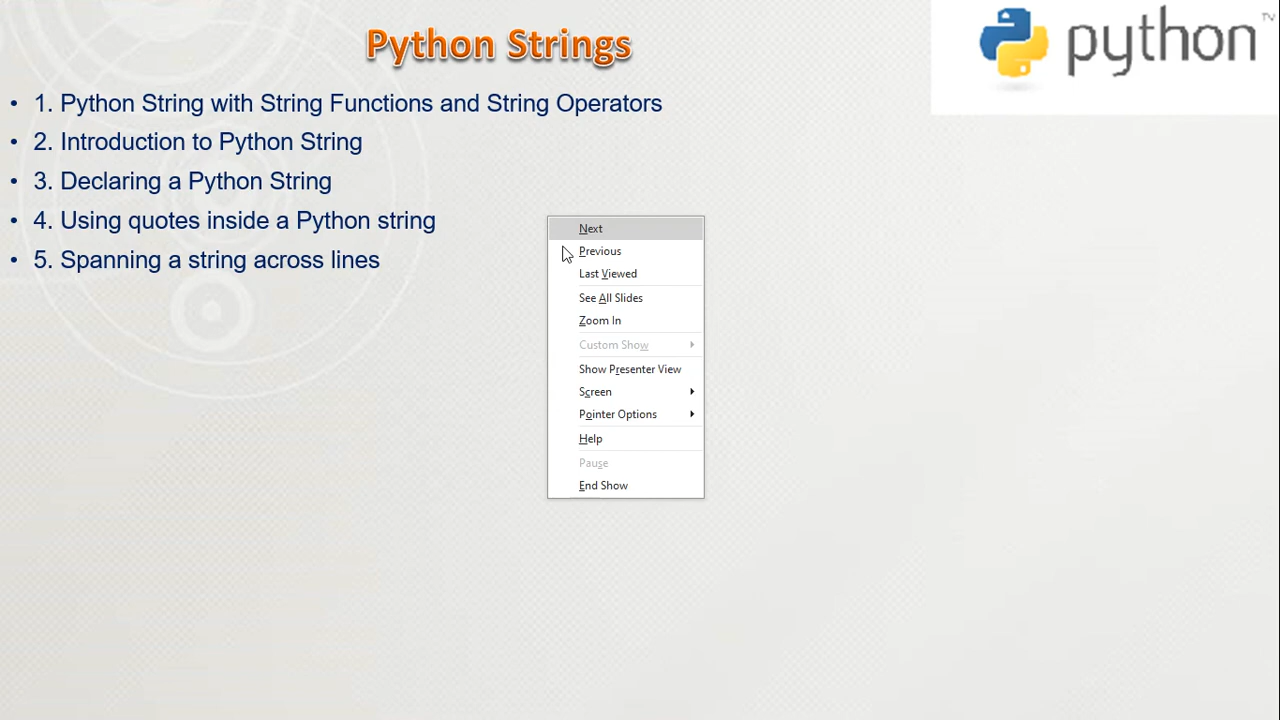 Python Strings
python
TV
• 1. Python String with String Functions and String Operators
• 2. Introduction to Python String
• 3. Declaring a Python String
• 4. Using quotes inside a Python string
• 5. Spanning a string across lines
Next
Previous
Last Viewed
See All Slides
Zoom In
Custom Show
Show Presenter View
Screen
Pointer Options
Help
Pause
End Show